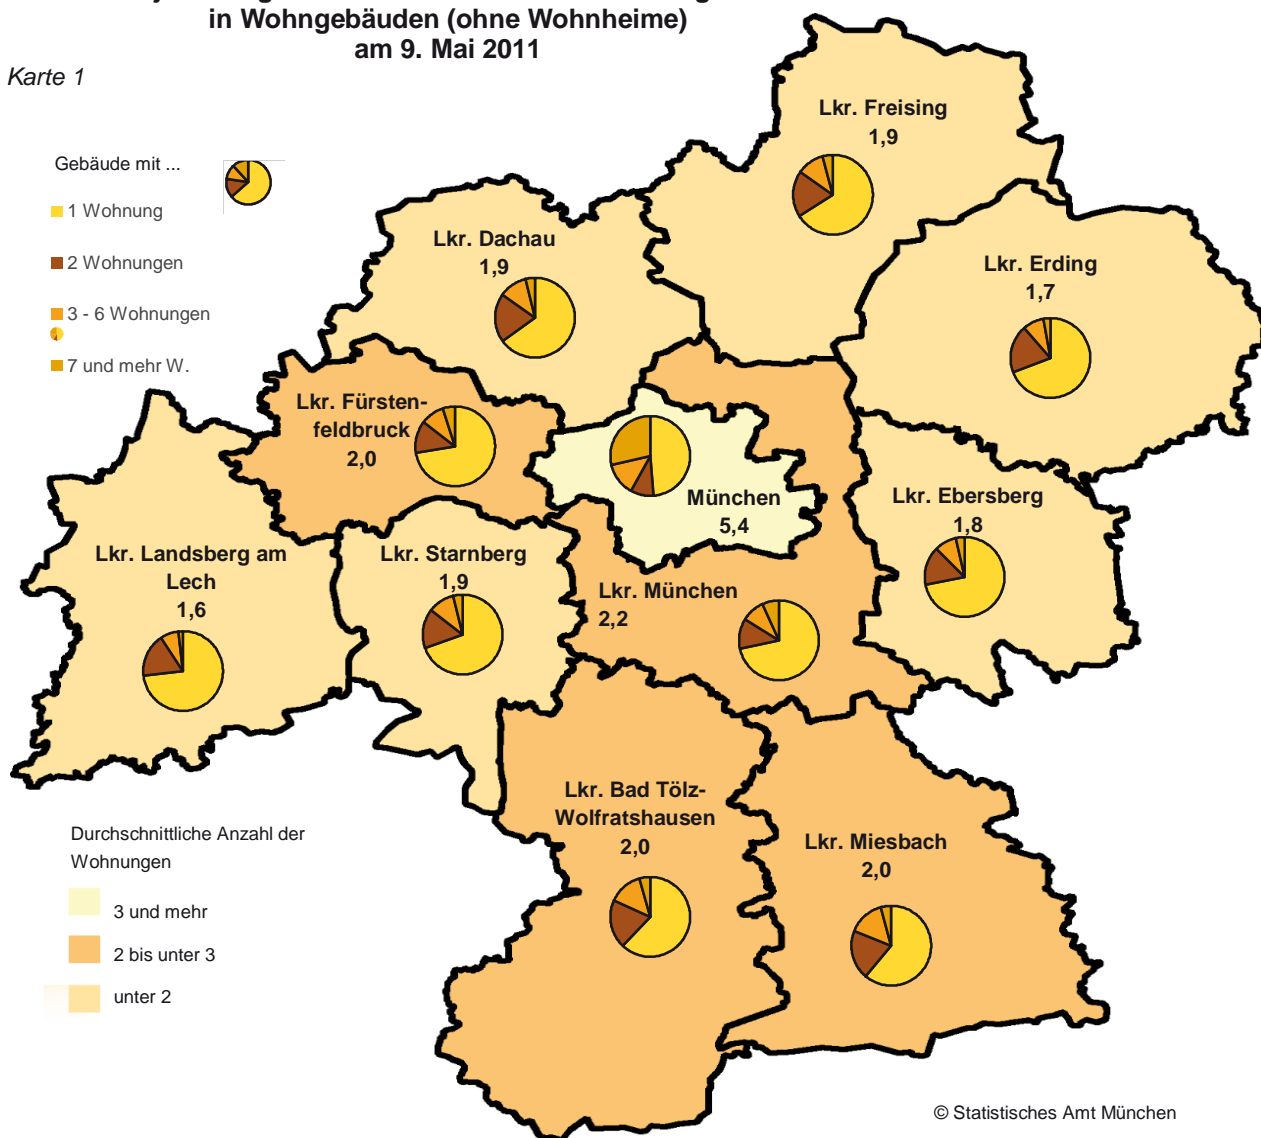 in Wohngebäuden (ohne Wohnheime)
am 9. Mai 2011
Karte 1
Gebäude mit ...
1 Wohnung
2 Wohnungen
3 - 6 Wohnungen
7 und mehr W.
Lkr. Freising
1,9
Lkr. Dachau
1,9
Lkr. Erding
1,7
Lkr. Fürsten-
feldbruck
2,0
München
5,4
Lkr. Ebersberg
1,8
Lkr. Landsberg am
Lech
1,6
Lkr. Starnberg
1,9
Lkr. München
2,2
Lkr. Bad Tölz-
Wolfratshausen
2,0
Lkr. Miesbach
2,0
Durchschnittliche Anzahl der
Wohnungen
3 und mehr
2 bis unter 3
unter 2
© Statistisches Amt München